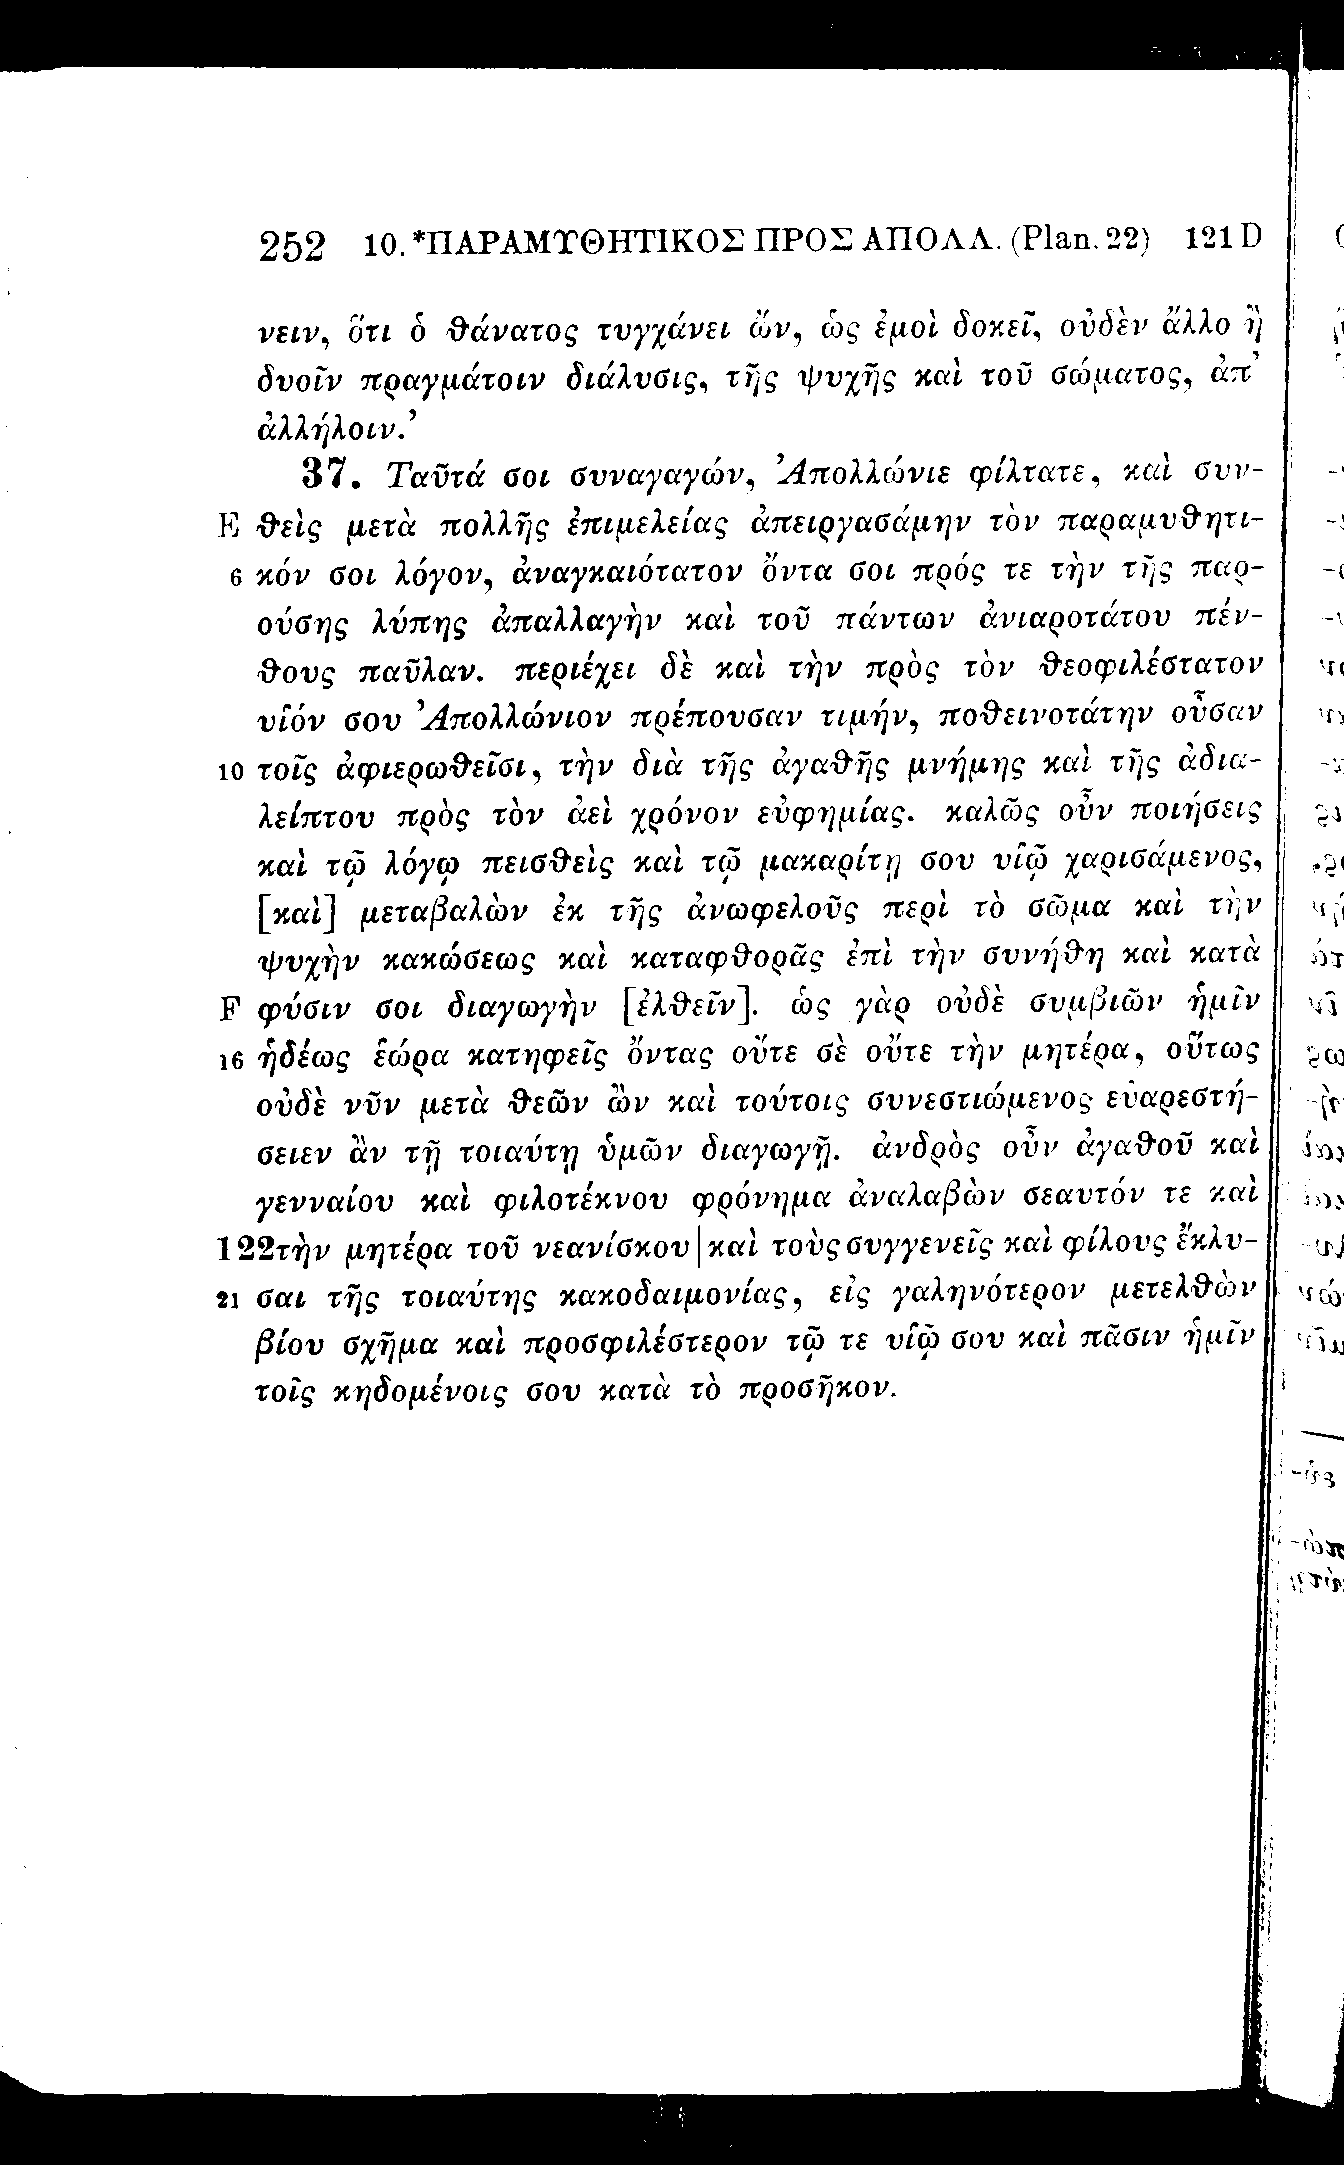 252 10. *ΠΑΡΑΜΥΘΗΤΙΚΟΣ ΠΡΟΣ ΑΠΟΛΛ. (Plan. 22) 121 D
νειν, ὅτι ὁ θάνατος τυγχάνει ὤν, ὡς ἐμοὶ δοκεῖ, οὐδὲν ἄλλο ἢ
δυοῖν πραγμάτοιν διάλυσις, τῆς ψυχῆς καὶ τοῦ σώματος, ἀπ'
ἀλλήλοιν.’
37. Ταῦτά σοι συναγαγών, Ἀπολλώνιε φίλτατε, καὶ συν-
E θεὶς μετὰ πολλῆς ἐπιμελείας ἀπειργασάμην τὸν παραμυθητι-
6 κόν σοι λόγον, ἀναγκαιότατον ὄντα σοι πρός τε τὴν τῆς παρ-
ούσης λύπης ἀπαλλαγὴν καὶ τοῦ πάντων ἀνιαροτάτου πέν-
θους παῦλαν. περιέχει δὲ καὶ τὴν πρὸς τὸν θεοφιλέστατον
υἱόν σου Ἀπολλώνιον πρέπουσαν τιμήν, ποθεινοτάτην οὖσαν
10 τοῖς ἀφιερωθεῖσι, τὴν διὰ τῆς ἀγαθῆς μνήμης καὶ τῆς ἀδια-
λείπτου πρὸς τὸν ἀεὶ χρόνον εὐφημίας. καλῶς οὖν ποιήσεις
καὶ τῷ λόγῳ πεισθεὶς καὶ τῷ μακαρίτῃ σου υἱῷ χαρισάμενος,
[καὶ] μεταβαλὼν ἐκ τῆς ἀνωφελοῦς περὶ τὸ σῶμα καὶ τὴν
ψυχὴν κακώσεως καὶ καταφθορᾶς ἐπὶ τὴν συνήθη καὶ κατὰ
F φύσιν σοι διαγωγὴν [ἐλθεῖν]. ὡς γὰρ οὐδὲ συμβιῶν ἡμῖν
16 ἡδέως ἑώρα κατηφεῖς ὄντας οὔτε σὲ οὔτε τὴν μητέρα, οὕτως
οὐδὲ νῦν μετὰ θεῶν ὢν καὶ τούτοις συνεστιώμενος εὐαρεστή-
σειεν ἂν τῇ τοιαύτῃ ὑμῶν διαγωγῇ. ἀνδρὸς οὖν ἀγαθοῦ καὶ
γενναίου καὶ φιλοτέκνου φρόνημα ἀναλαβὼν σεαυτόν τε καὶ
122 τὴν μητέρα τοῦ νεανίσκου | καὶ τοὺς συγγενεῖς καὶ φίλους ἔκλυ-
21 σαι τῆς τοιαύτης κακοδαιμονίας, εἰς γαληνότερον μετελθὼν
βίου σχῆμα καὶ προσφιλέστερον τῷ τε υἱῷ σου καὶ πᾶσιν ἡμῖν
τοῖς κηδομένοις σου κατὰ τὸ προσῆκον.